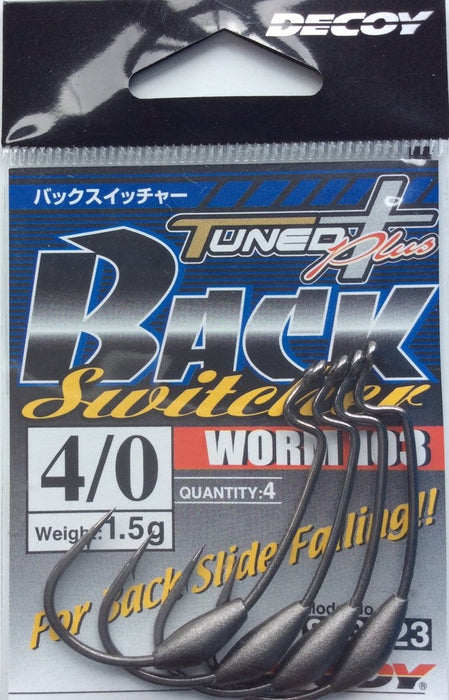 DECOY
バックスイッチャー
TUNED Plus
BACK
Switcher
4/0
WORM 103
QUANTITY:4
Weight:1.5g
For Back Slide Falling!!